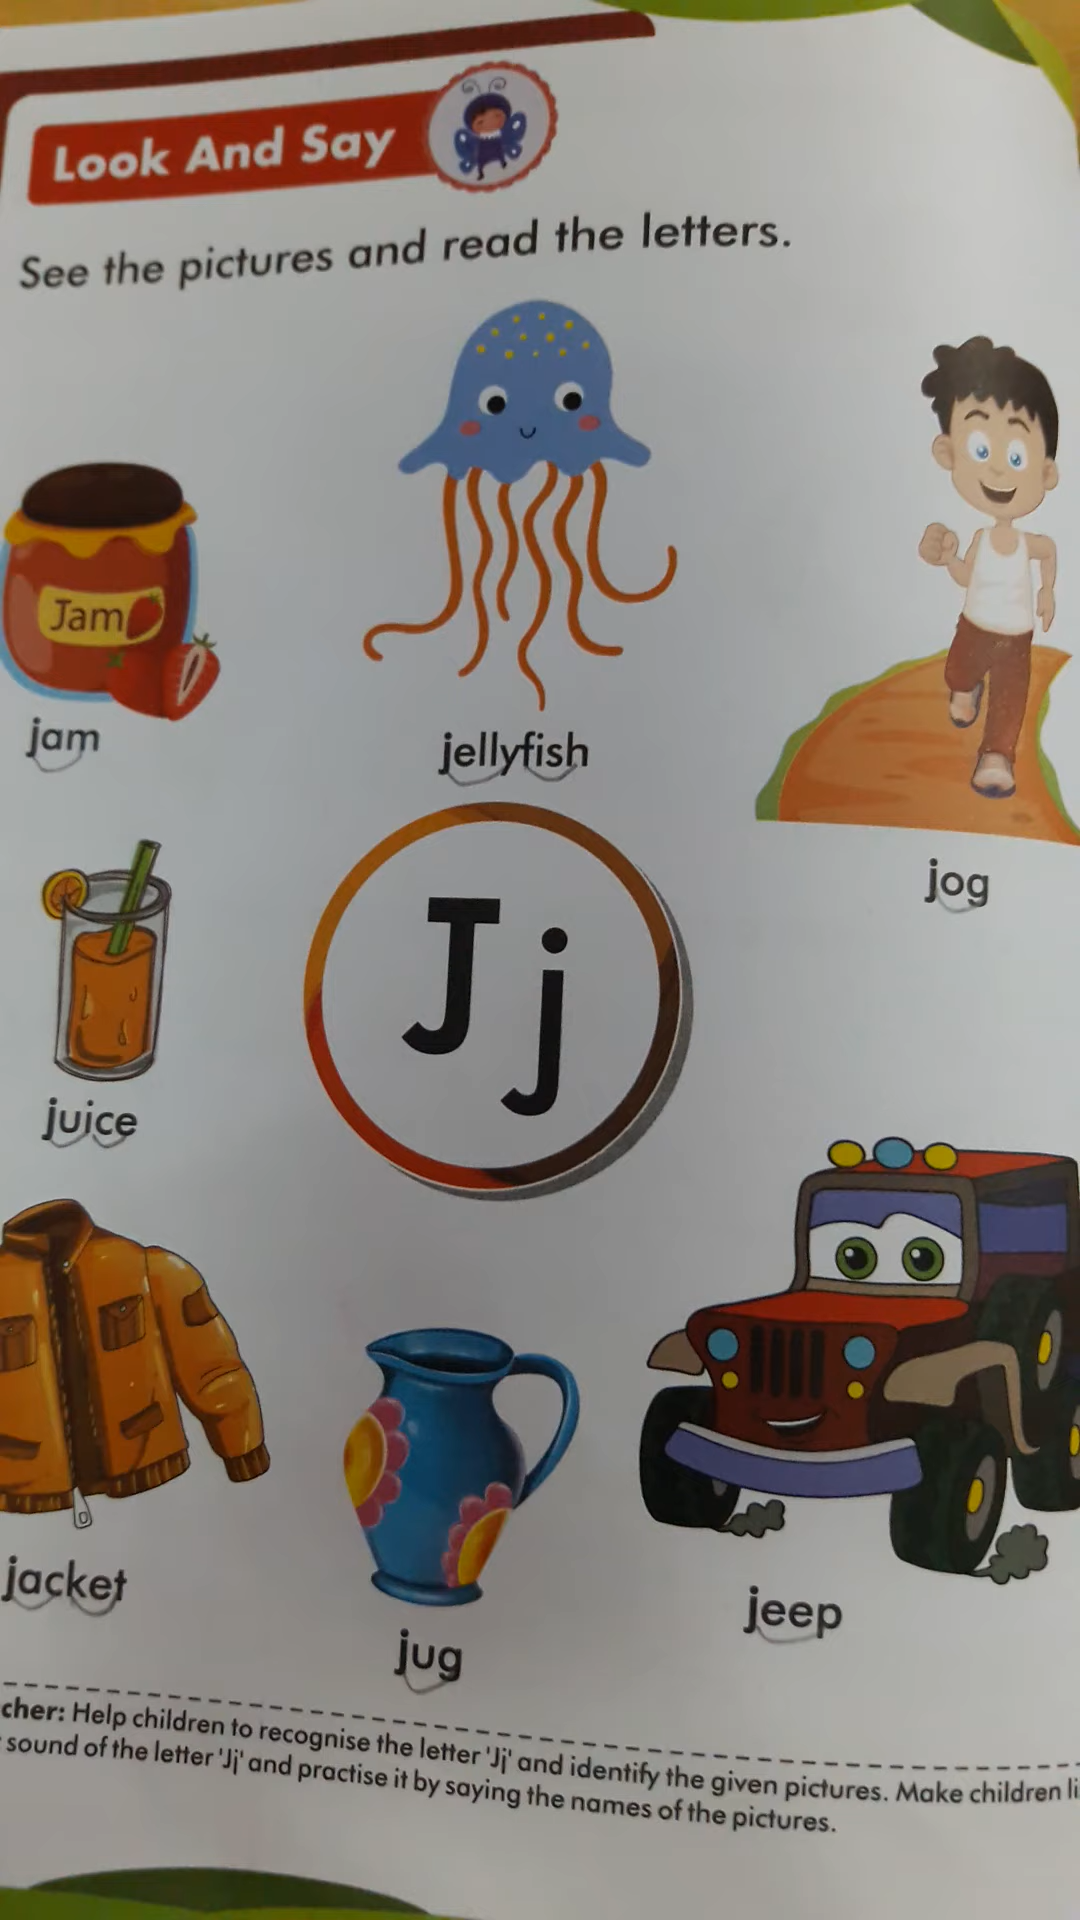 Look And Say
See the pictures and read the letters.
Jam
jam
jellyfish
jog
J j
juice
jacket
jug
jeep
cher: Help children to recognise the letter 'Jj' and identify the given pictures. Make children li
sound of the letter 'Jj' and practise it by saying the names of the pictures.